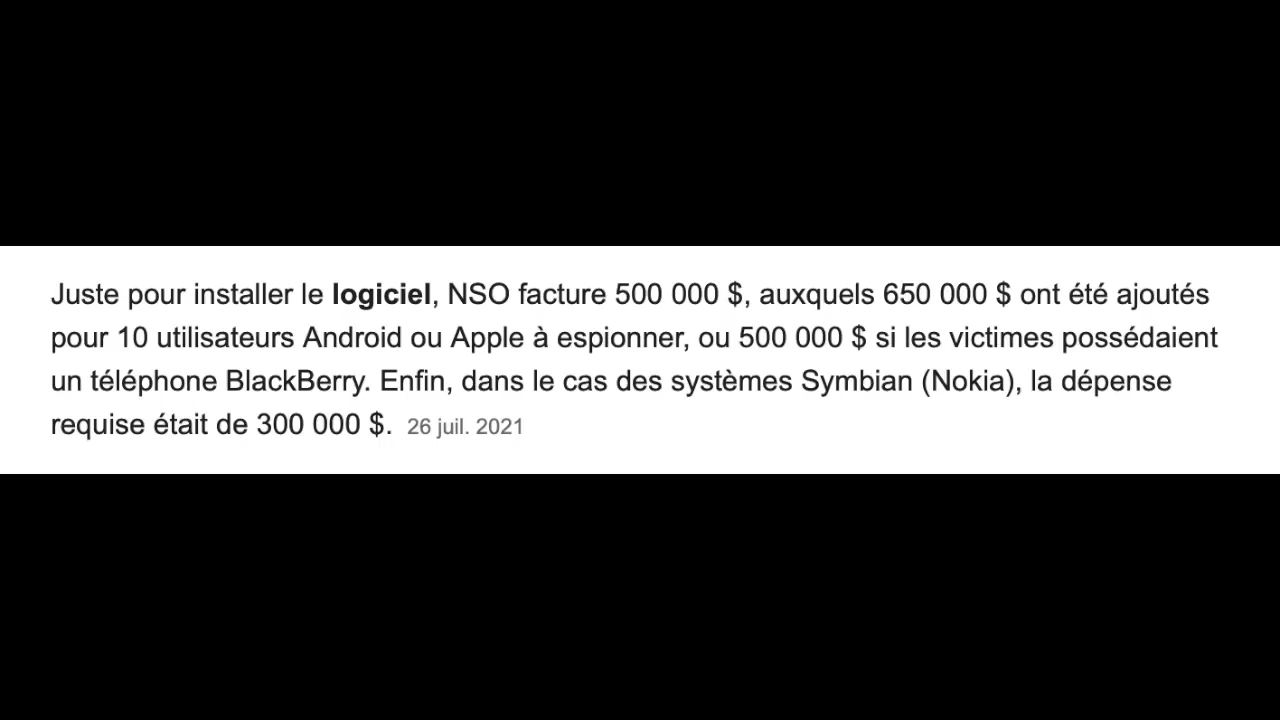 Juste pour installer le logiciel, NSO facture 500 000 $, auxquels 650 000 $ ont été ajoutés
pour 10 utilisateurs Android ou Apple à espionner, ou 500 000 $ si les victimes possédaient
un téléphone BlackBerry. Enfin, dans le cas des systèmes Symbian (Nokia), la dépense
requise était de 300 000 $. 26 juil. 2021